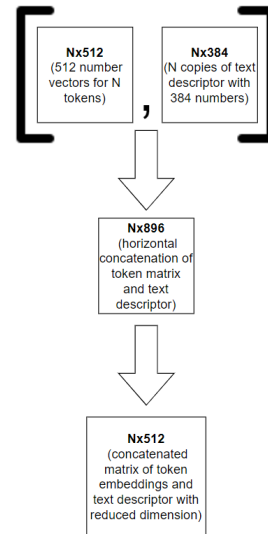 Nx512
(512 number
vectors for N
tokens)
,
Nx384
(N copies of text
descriptor with
384 numbers)
Nx896
(horizontal
concatenation of
token matrix
and text
descriptor)
Nx512
(concatenated
matrix of token
embeddings and
text descriptor with
reduced dimension)